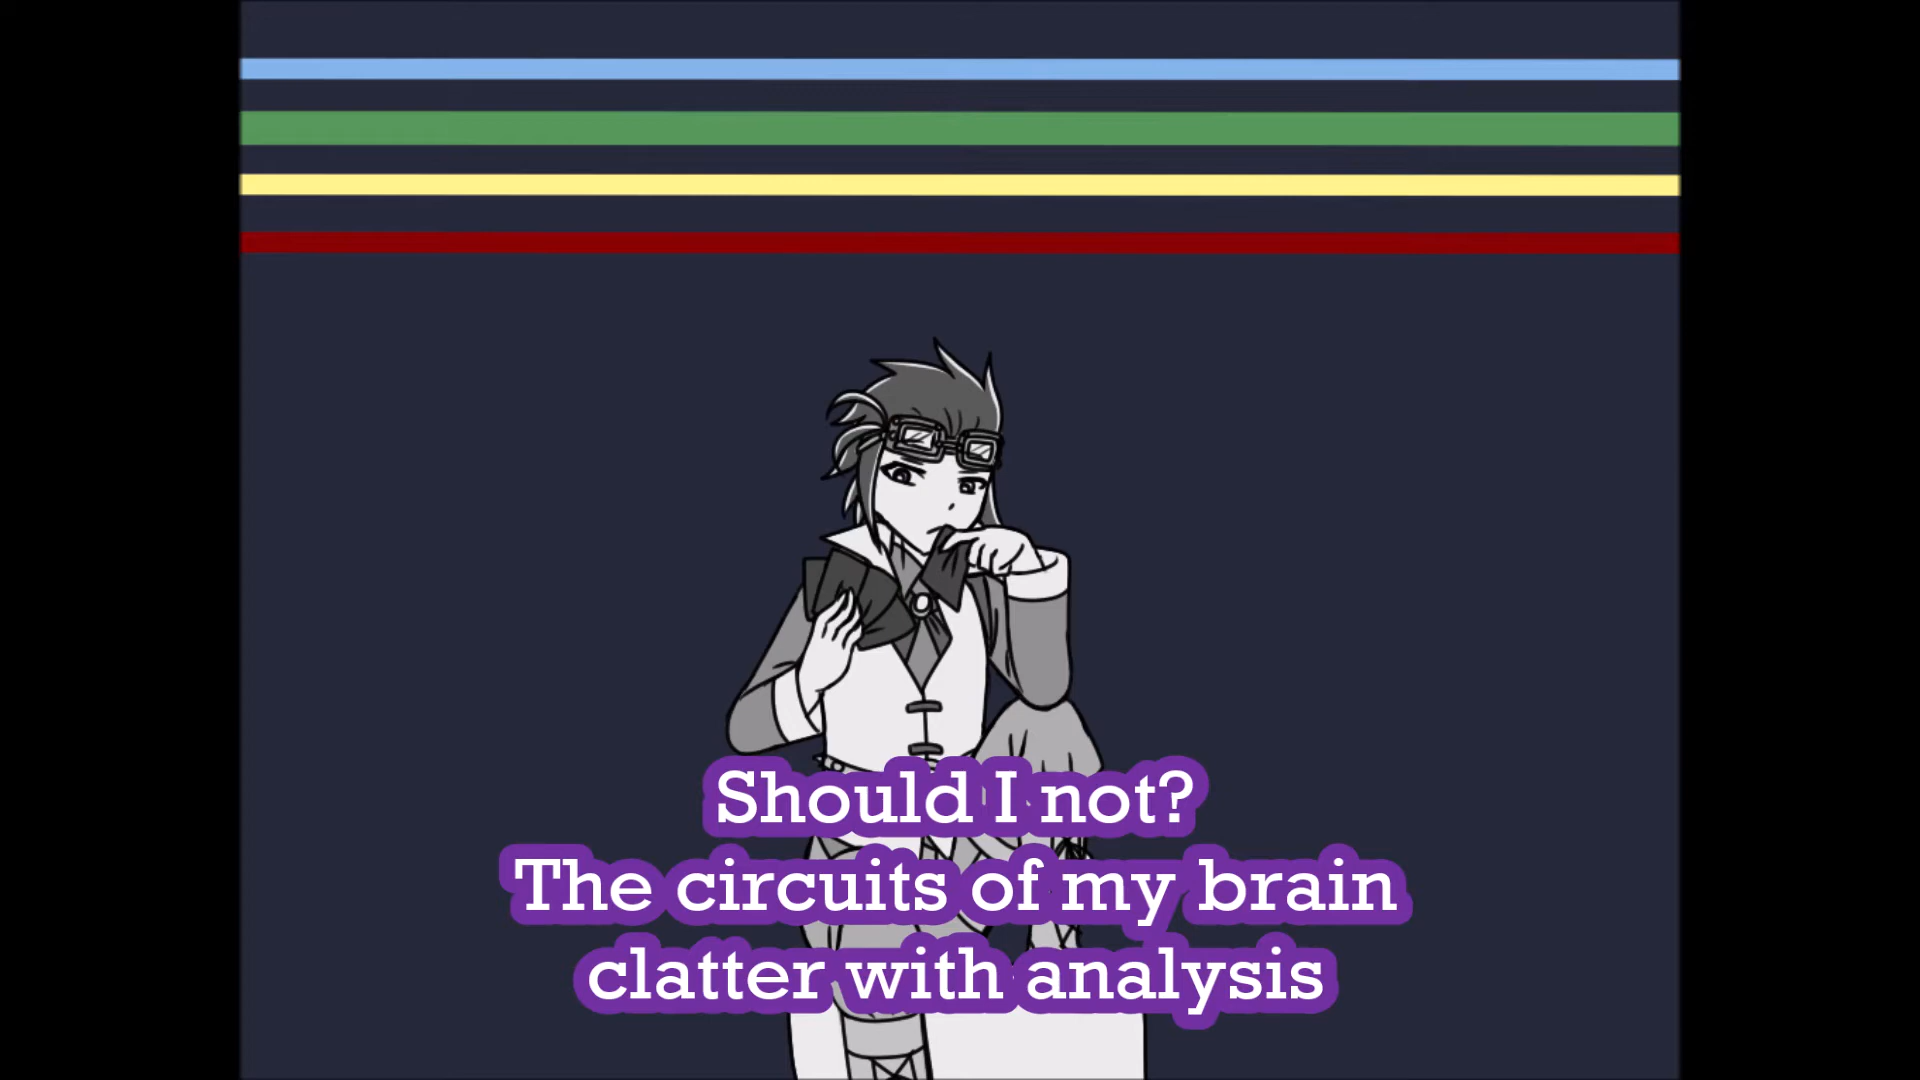 Should I not?
The circuits of my brain
clatter with analysis